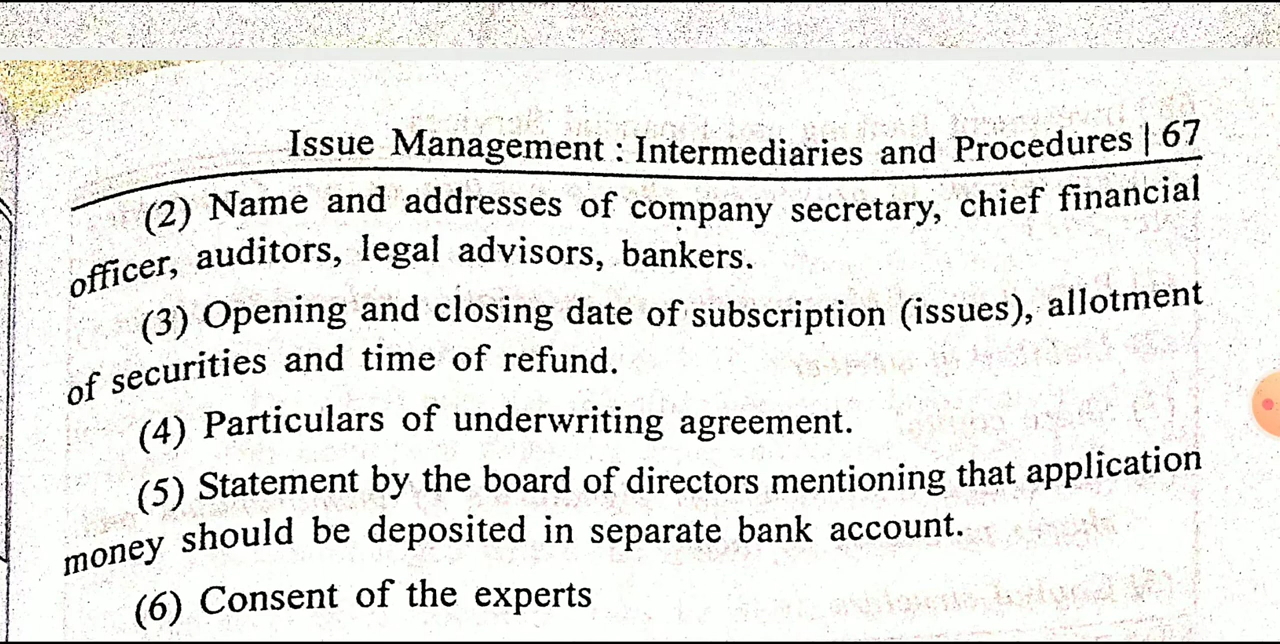 Issue Management : Intermediaries and Procedures | 67
(2) Name and addresses of company secretary, chief financial
officer, auditors, legal advisors, bankers.
(3) Opening and closing date of subscription (issues), allotment
of securities and time of refund.
(4) Particulars of underwriting agreement.
(5) Statement by the board of directors mentioning that application
money should be deposited in separate bank account.
(6) Consent of the experts